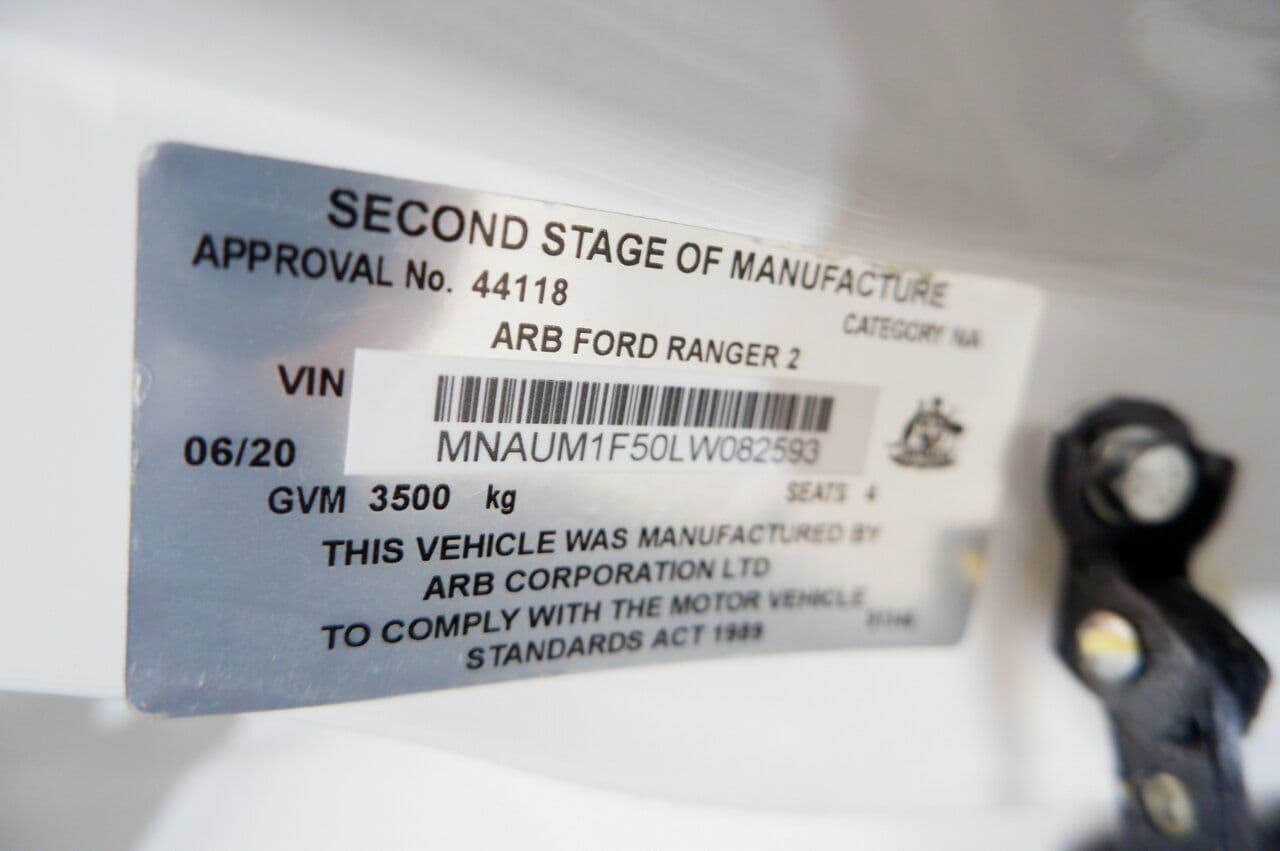 SECOND STAGE OF MANUFACTURE
APPROVAL No. 44118
CATEGORY NA
ARB FORD RANGER 2
VIN
MNAUM1F50LW082593
06/20
GVM 3500 kg
SEATS 4
THIS VEHICLE WAS MANUFACTURED BY
ARB CORPORATION LTD
TO COMPLY WITH THE MOTOR VEHICLE
STANDARDS ACT 1989